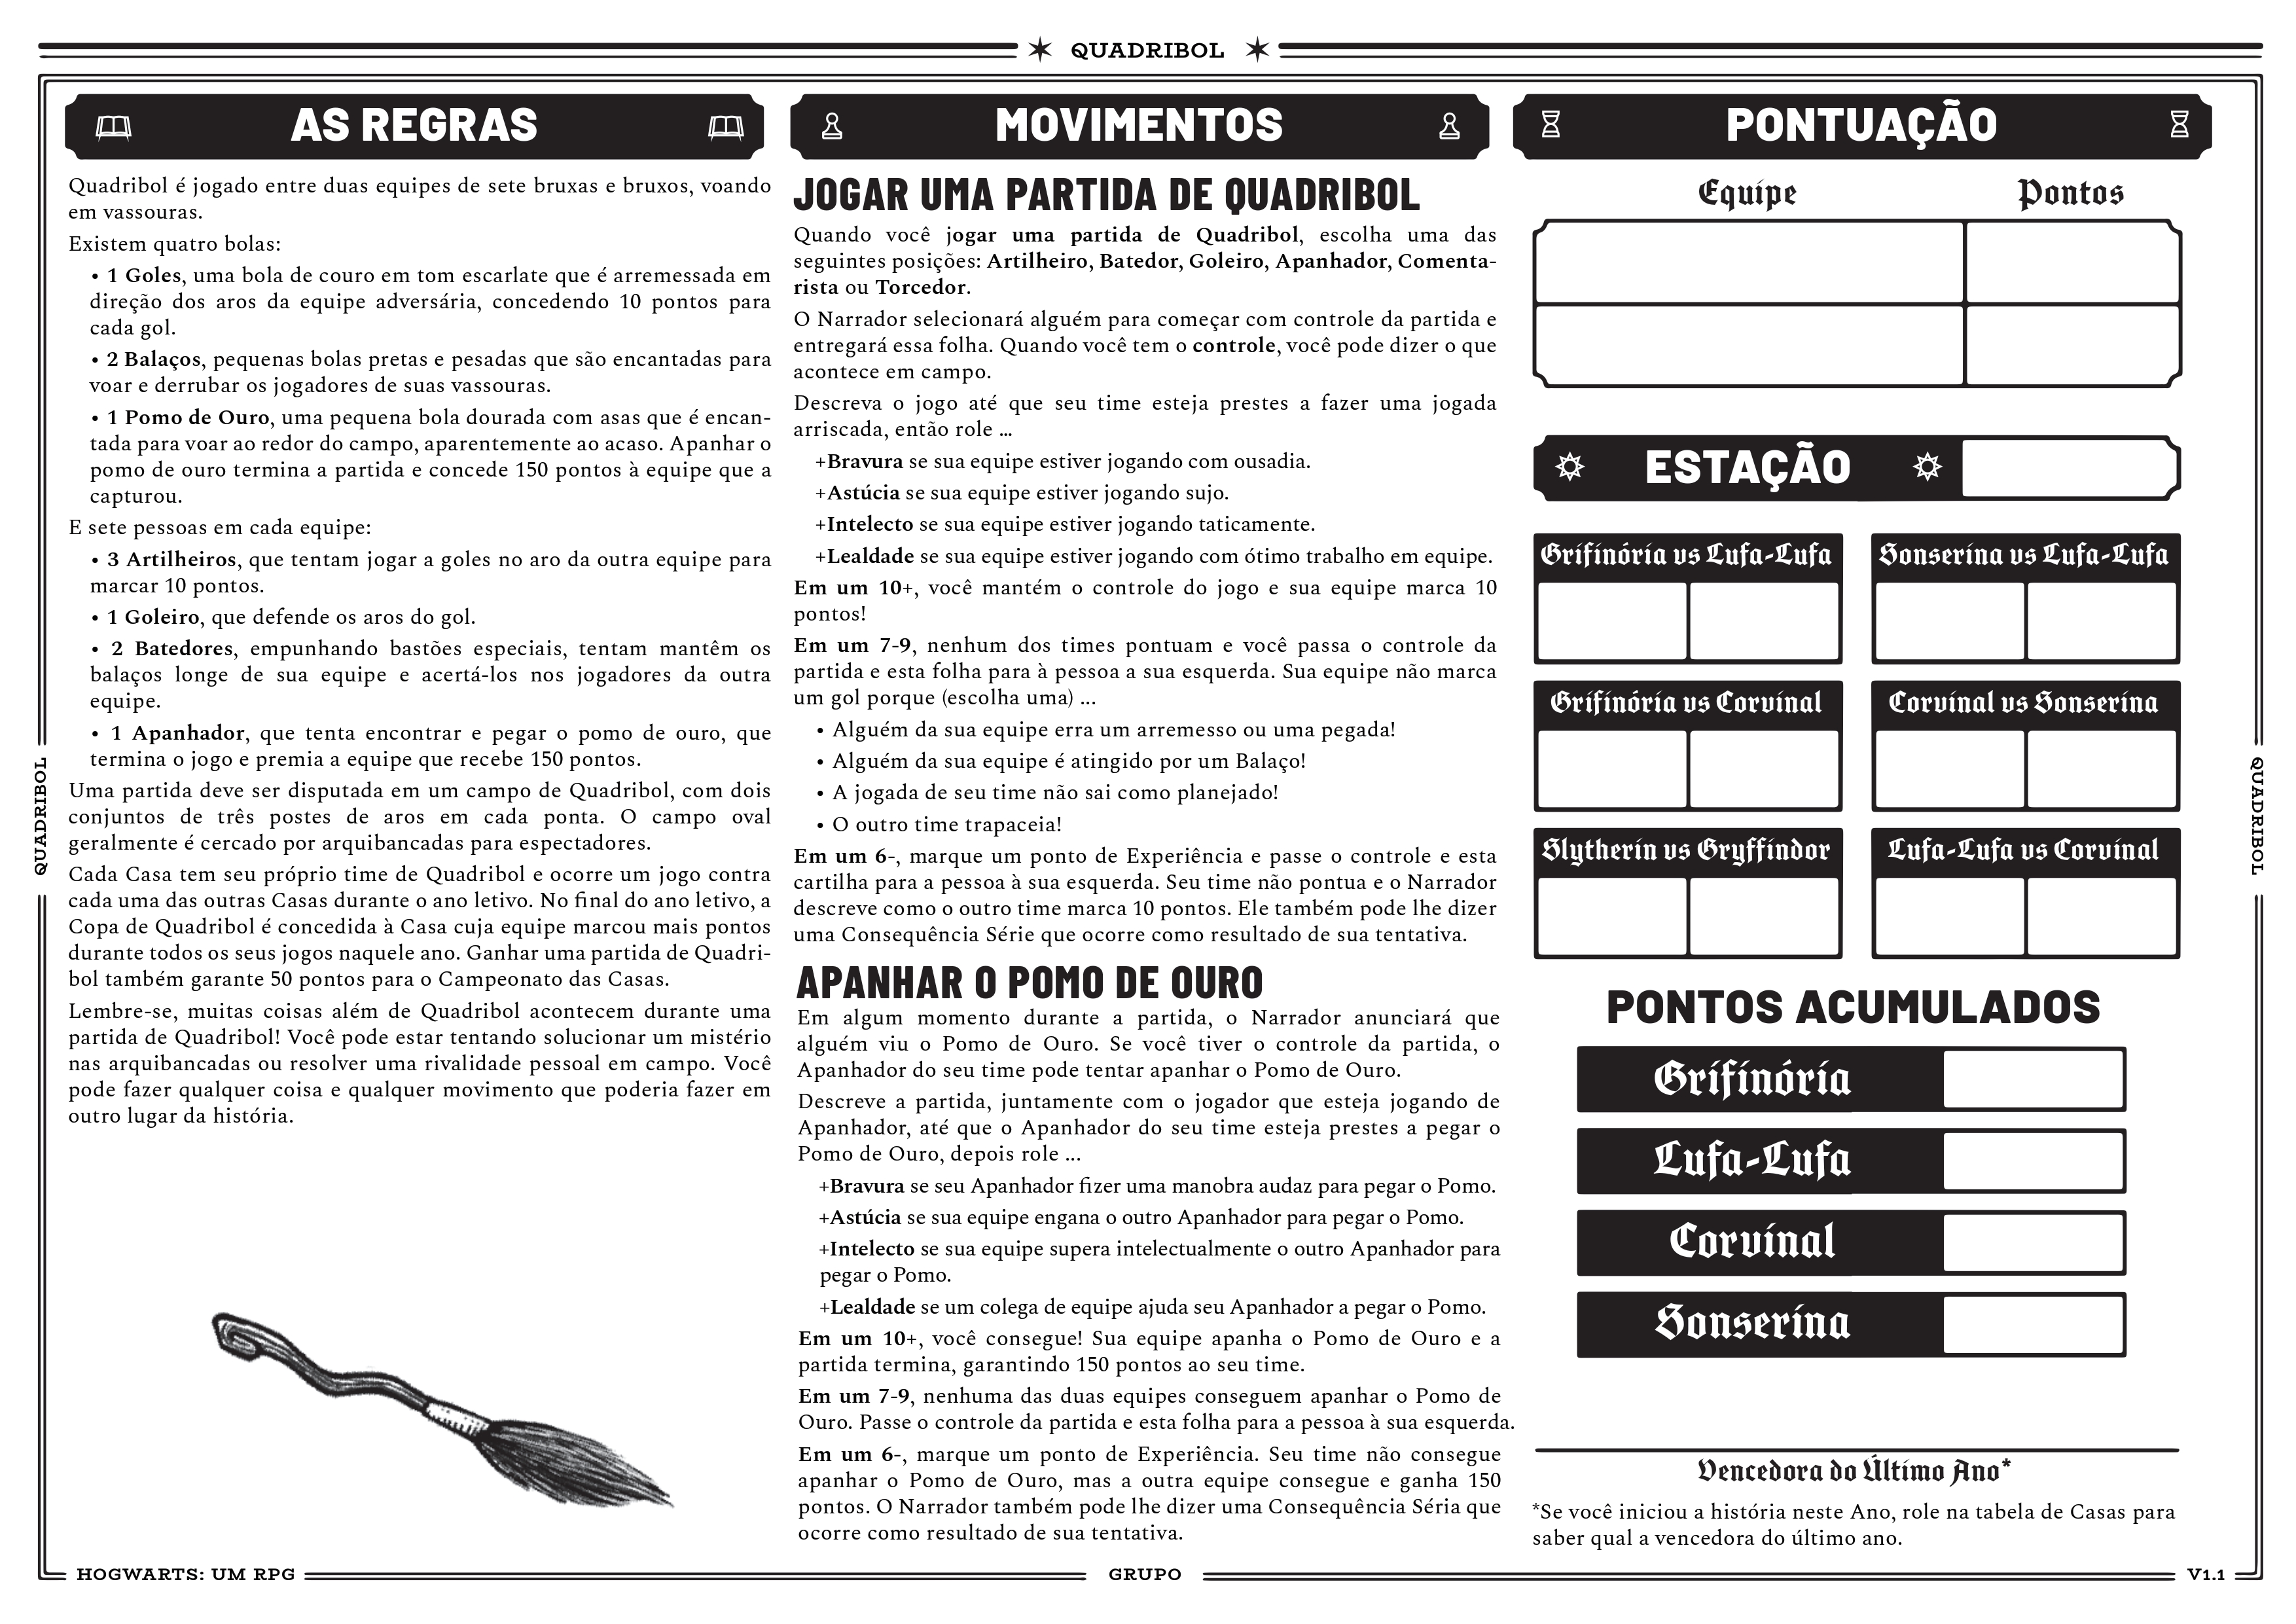 QUADRIBOL
AS REGRAS
Quadribol é jogado entre duas equipes de sete bruxas e bruxos, voando
em vassouras.
Existem quatro bolas:
• 1 Goles, uma bola de couro em tom escarlate que é arremessada em
direção dos aros da equipe adversária, concedendo 10 pontos para
cada gol.
• 2 Balaços, pequenas bolas pretas e pesadas que são encantadas para
voar e derrubar os jogadores de suas vassouras.
• 1 Pomo de Ouro, uma pequena bola dourada com asas que é encan-
tada para voar ao redor do campo, aparentemente ao acaso. Apanhar o
pomo de ouro termina a partida e concede 150 pontos à equipe que a
capturou.
E sete pessoas em cada equipe:
• 3 Artilheiros, que tentam jogar a goles no aro da outra equipe para
marcar 10 pontos.
• 1 Goleiro, que defende os aros do gol.
• 2 Batedores, empunhando bastões especiais, tentam mantêm os
balaços longe de sua equipe e acertá-los nos jogadores da outra
equipe.
• 1 Apanhador, que tenta encontrar e pegar o pomo de ouro, que
termina o jogo e premia a equipe que recebe 150 pontos.
Uma partida deve ser disputada em um campo de Quadribol, com dois
conjuntos de três postes de aros em cada ponta. O campo oval
geralmente é cercado por arquibancadas para espectadores.
Cada Casa tem seu próprio time de Quadribol e ocorre um jogo contra
cada uma das outras Casas durante o ano letivo. No final do ano letivo, a
Copa de Quadribol é concedida à Casa cuja equipe marcou mais pontos
durante todos os seus jogos naquele ano. Ganhar uma partida de Quadri-
bol também garante 50 pontos para o Campeonato das Casas.
Lembre-se, muitas coisas além de Quadribol acontecem durante uma
partida de Quadribol! Você pode estar tentando solucionar um mistério
nas arquibancadas ou resolver uma rivalidade pessoal em campo. Você
pode fazer qualquer coisa e qualquer movimento que poderia fazer em
outro lugar da história.
MOVIMENTOS
JOGAR UMA PARTIDA DE QUADRIBOL
Quando você jogar uma partida de Quadribol, escolha uma das
seguintes posições: Artilheiro, Batedor, Goleiro, Apanhador, Comenta-
rista ou Torcedor.
O Narrador selecionará alguém para começar com controle da partida e
entregará essa folha. Quando você tem o controle, você pode dizer o que
acontece em campo.
Descreva o jogo até que seu time esteja prestes a fazer uma jogada
arriscada, então role ...
+Bravura se sua equipe estiver jogando com ousadia.
+Astúcia se sua equipe estiver jogando sujo.
+Intelecto se sua equipe estiver jogando taticamente.
+Lealdade se sua equipe estiver jogando com ótimo trabalho em equipe.
Em um 10+, você mantém o controle do jogo e sua equipe marca 10
pontos!
Em um 7-9, nenhum dos times pontuam e você passa o controle da
partida e esta folha para à pessoa a sua esquerda. Sua equipe não marca
um gol porque (escolha uma) ...
• Alguém da sua equipe erra um arremesso ou uma pegada!
• Alguém da sua equipe é atingido por um Balaço!
• A jogada de seu time não sai como planejado!
• O outro time trapaceia!
Em um 6-, marque um ponto de Experiência e passe o controle e esta
cartilha para a pessoa à sua esquerda. Seu time não pontua e o Narrador
descreve como o outro time marca 10 pontos. Ele também pode lhe dizer
uma Consequência Série que ocorre como resultado de sua tentativa.
APANHAR O POMO DE OURO
Em algum momento durante a partida, o Narrador anunciará que
alguém viu o Pomo de Ouro. Se você tiver o controle da partida, o
Apanhador do seu time pode tentar apanhar o Pomo de Ouro.
Descreve a partida, juntamente com o jogador que esteja jogando de
Apanhador, até que o Apanhador do seu time esteja prestes a pegar o
Pomo de Ouro, depois role ...
+Bravura se seu Apanhador fizer uma manobra audaz para pegar o Pomo.
+Astúcia se sua equipe engana o outro Apanhador para pegar o Pomo.
+Intelecto se sua equipe supera intelectualmente o outro Apanhador para
pegar o Pomo.
+Lealdade se um colega de equipe ajuda seu Apanhador a pegar o Pomo.
Em um 10+, você consegue! Sua equipe apanha o Pomo de Ouro e a
partida termina, garantindo 150 pontos ao seu time.
Em um 7-9, nenhuma das duas equipes conseguem apanhar o Pomo de
Ouro. Passe o controle da partida e esta folha para a pessoa à sua esquerda.
Em um 6-, marque um ponto de Experiência. Seu time não consegue
apanhar o Pomo de Ouro, mas a outra equipe consegue e ganha 150
pontos. O Narrador também pode lhe dizer uma Consequência Séria que
ocorre como resultado de sua tentativa.
PONTUAÇÃO
Equipe Pontos
ESTAÇÃO
Grifinória vs Lufa-Lufa Sonserina vs Lufa-Lufa
Grifinória vs Corvinal Corvinal vs Sonserina
Slytherin vs Gryffindor Lufa-Lufa vs Corvinal
PONTOS ACUMULADOS
Grifinória
Lufa-Lufa
Corvinal
Sonserina
Vencedora do Último Ano*
*Se você iniciou a história neste Ano, role na tabela de Casas para
saber qual a vencedora do último ano.
QUADRIBOL
QUADRIBOL
HOGWARTS: UM RPG
GRUPO
V1.1